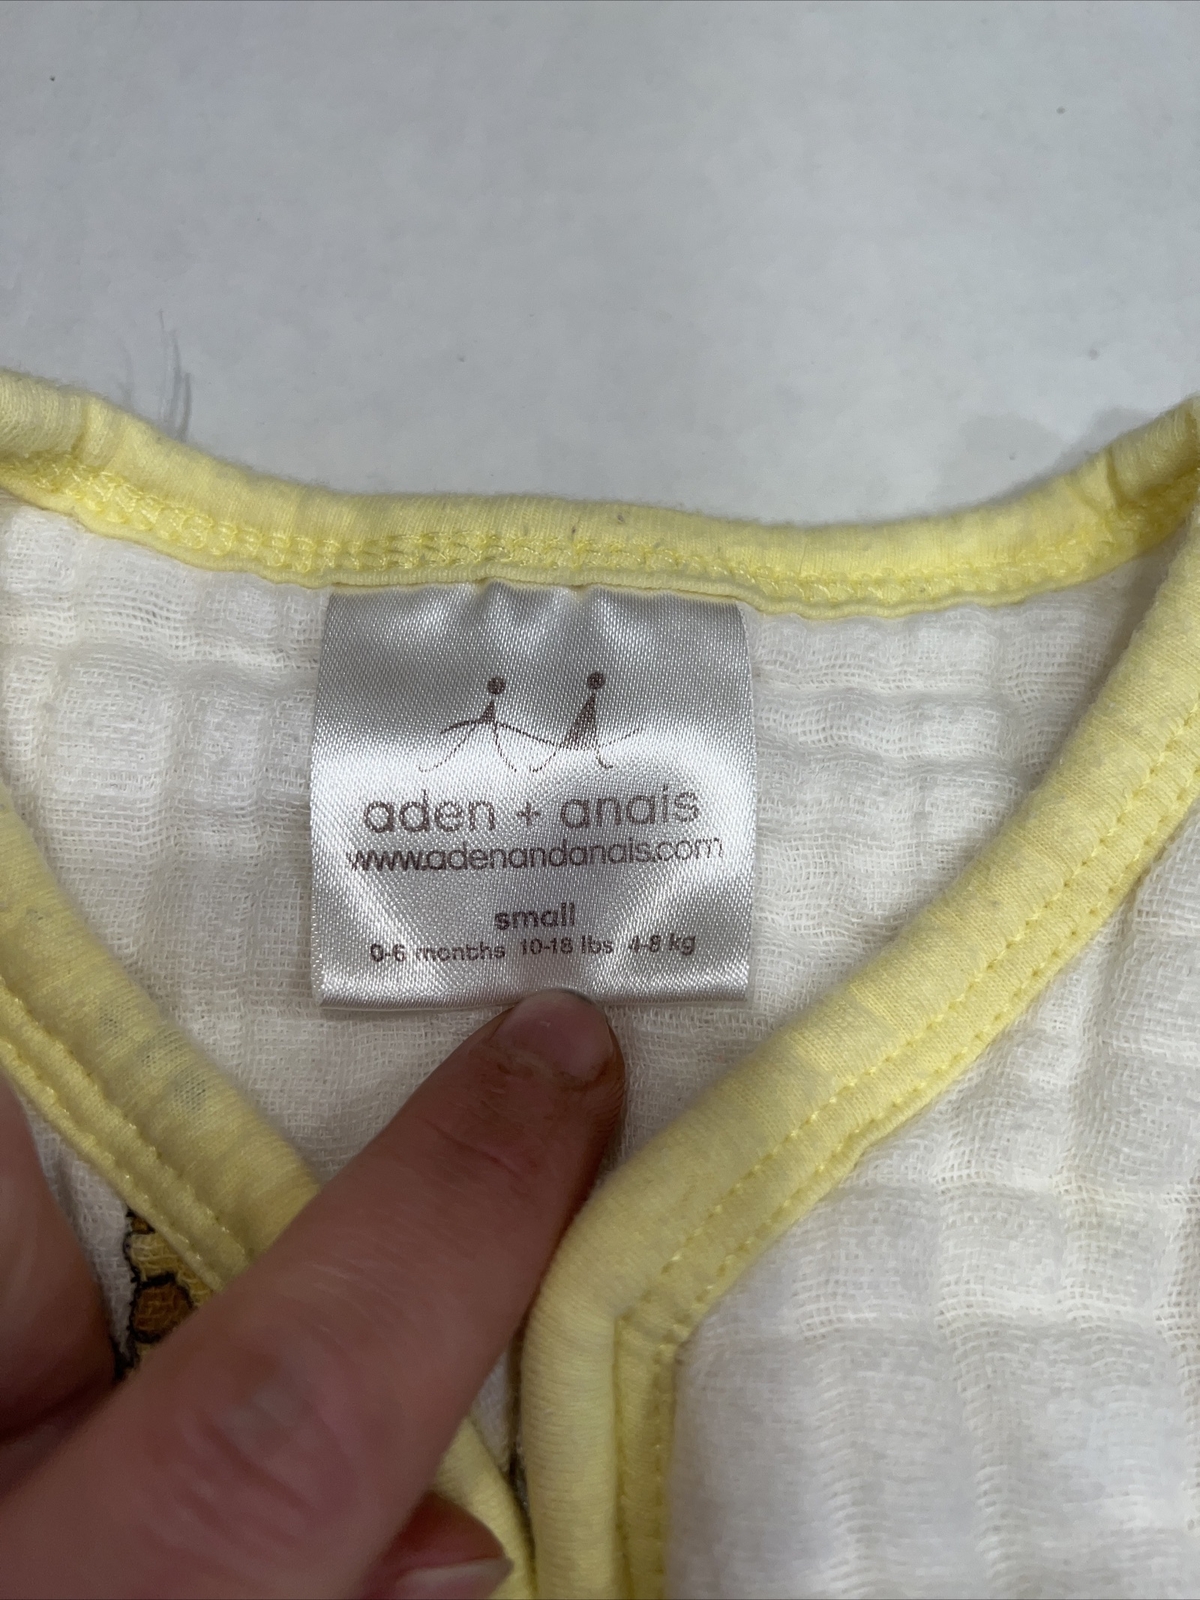 aden + anais
www.adenandanais.com
small
0-6 months 10-18 lbs 4-8 kg